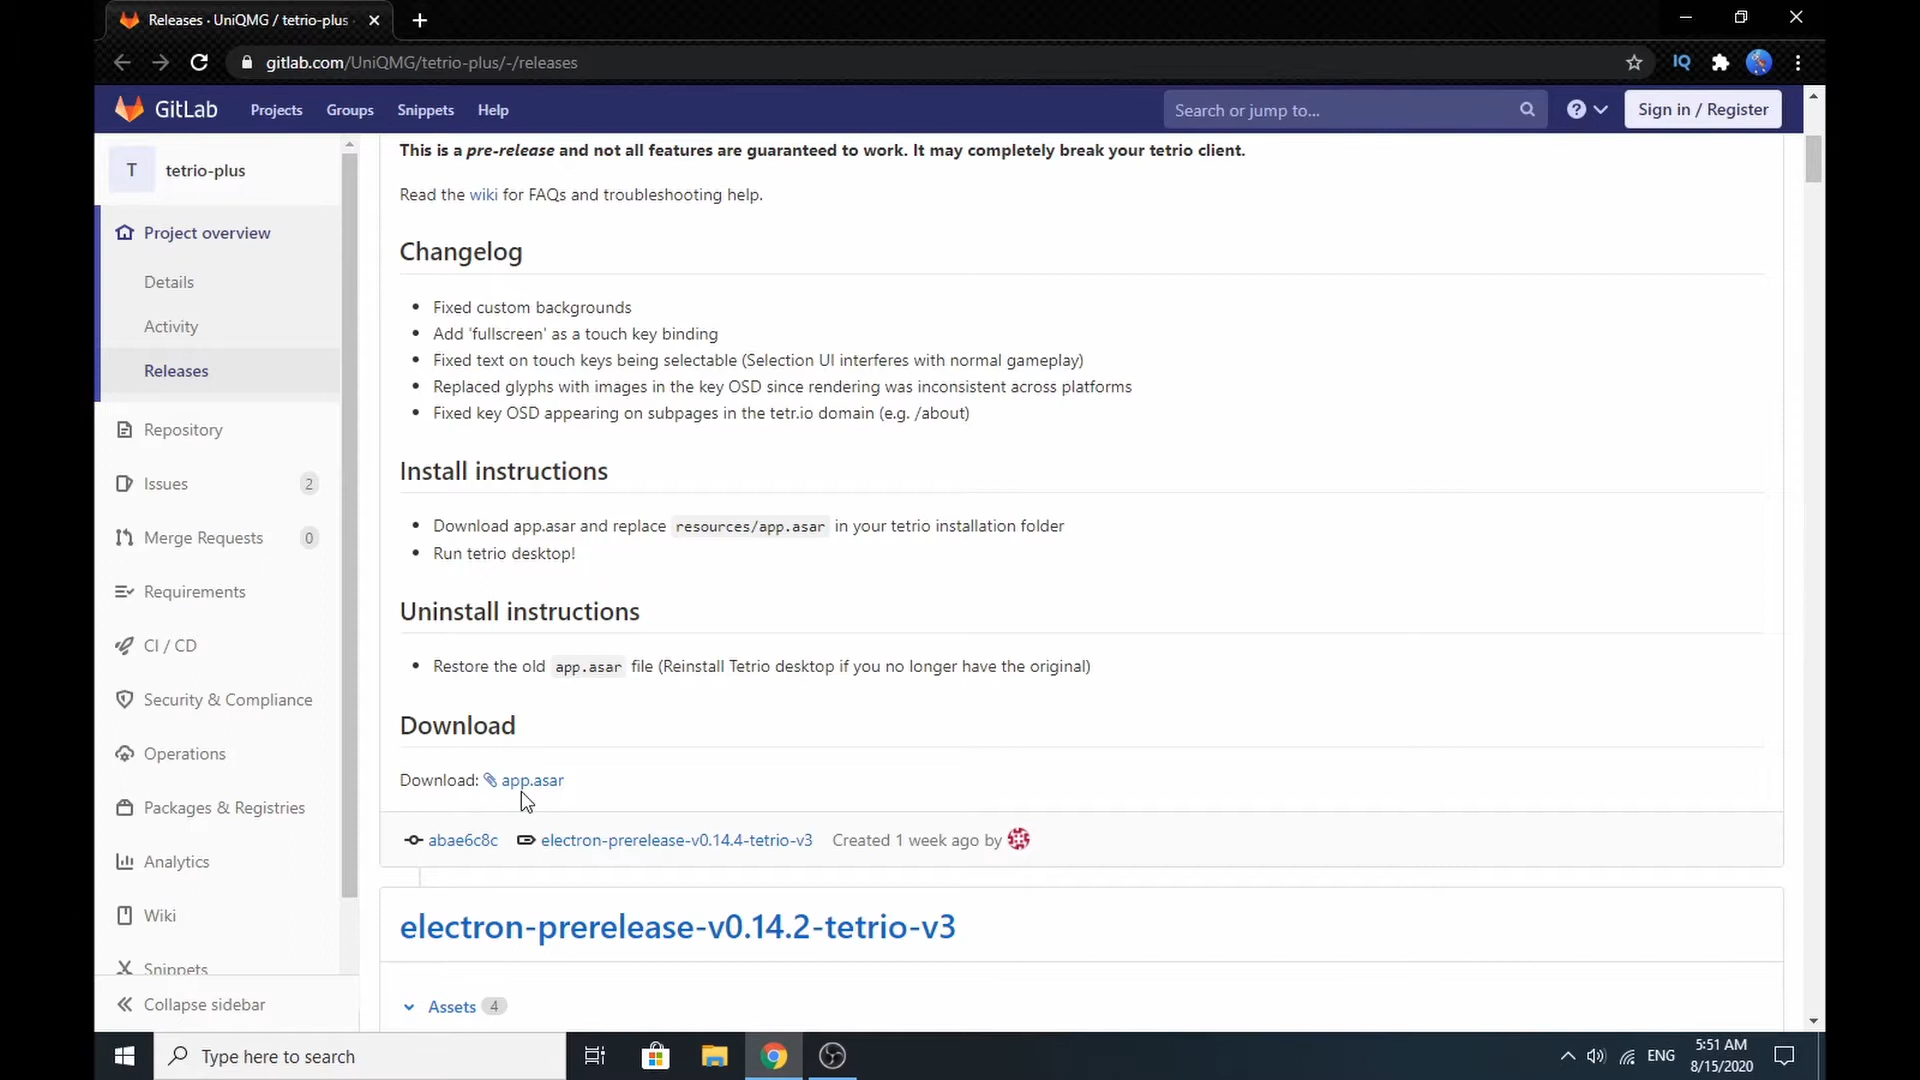 Releases · UniQMG / tetrio-plus
gitlab.com/UniQMG/tetrio-plus/-/releases
IQ
GitLab
Projects
Groups
Snippets
Help
Search or jump to...
Sign in / Register
T
tetrio-plus
Project overview
Details
Activity
Releases
Repository
Issues 2
Merge Requests 0
Requirements
CI / CD
Security & Compliance
Operations
Packages & Registries
Analytics
Wiki
Snippets
Collapse sidebar
This is a pre-release and not all features are guaranteed to work. It may completely break your tetrio client.
Read the wiki for FAQs and troubleshooting help.
Changelog
• Fixed custom backgrounds
• Add 'fullscreen' as a touch key binding
• Fixed text on touch keys being selectable (Selection UI interferes with normal gameplay)
• Replaced glyphs with images in the key OSD since rendering was inconsistent across platforms
• Fixed key OSD appearing on subpages in the tetr.io domain (e.g. /about)
Install instructions
• Download app.asar and replace resources/app.asar in your tetrio installation folder
• Run tetrio desktop!
Uninstall instructions
• Restore the old app.asar file (Reinstall Tetrio desktop if you no longer have the original)
Download
Download: app.asar
abae6c8c electron-prerelease-v0.14.4-tetrio-v3 Created 1 week ago by
electron-prerelease-v0.14.2-tetrio-v3
Assets 4
Type here to search
ENG
5:51 AM
8/15/2020